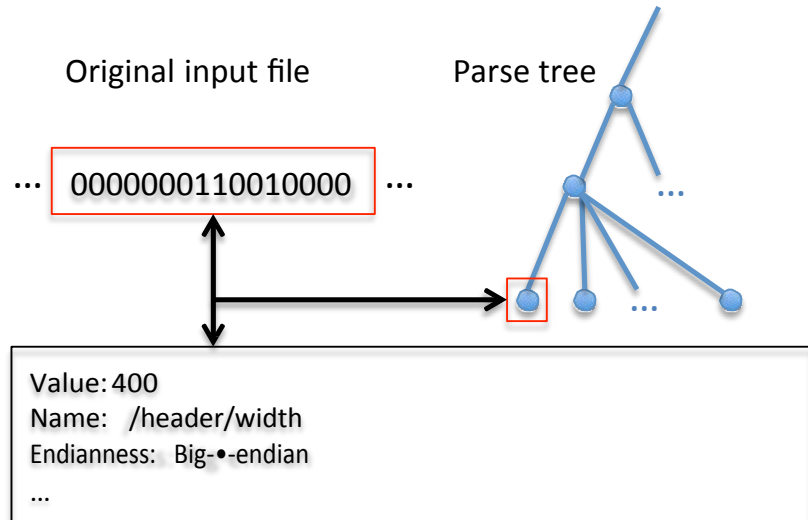 Original input file
Parse tree
... 0000000110010000 ...
...
...
Value: 400
Name: /header/width
Endianness: Big-•-endian
...